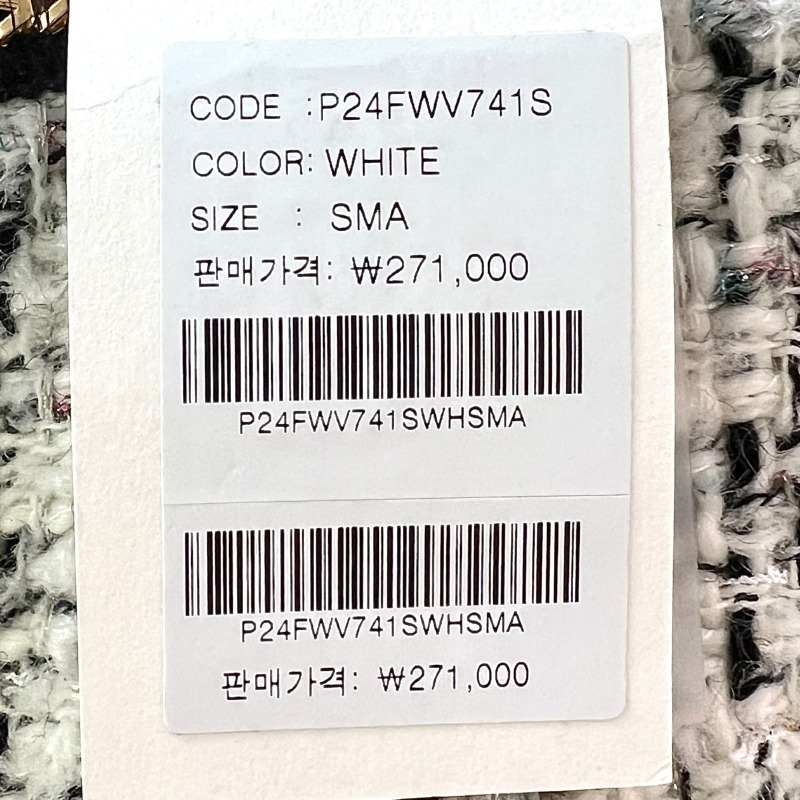 CODE :P24FWV741S
COLOR: WHITE
SIZE : SMA
판매가격: ₩271,000
P24FWV741SWHSMA
P24FWV741SWHSMA
판매가격: ₩271,000